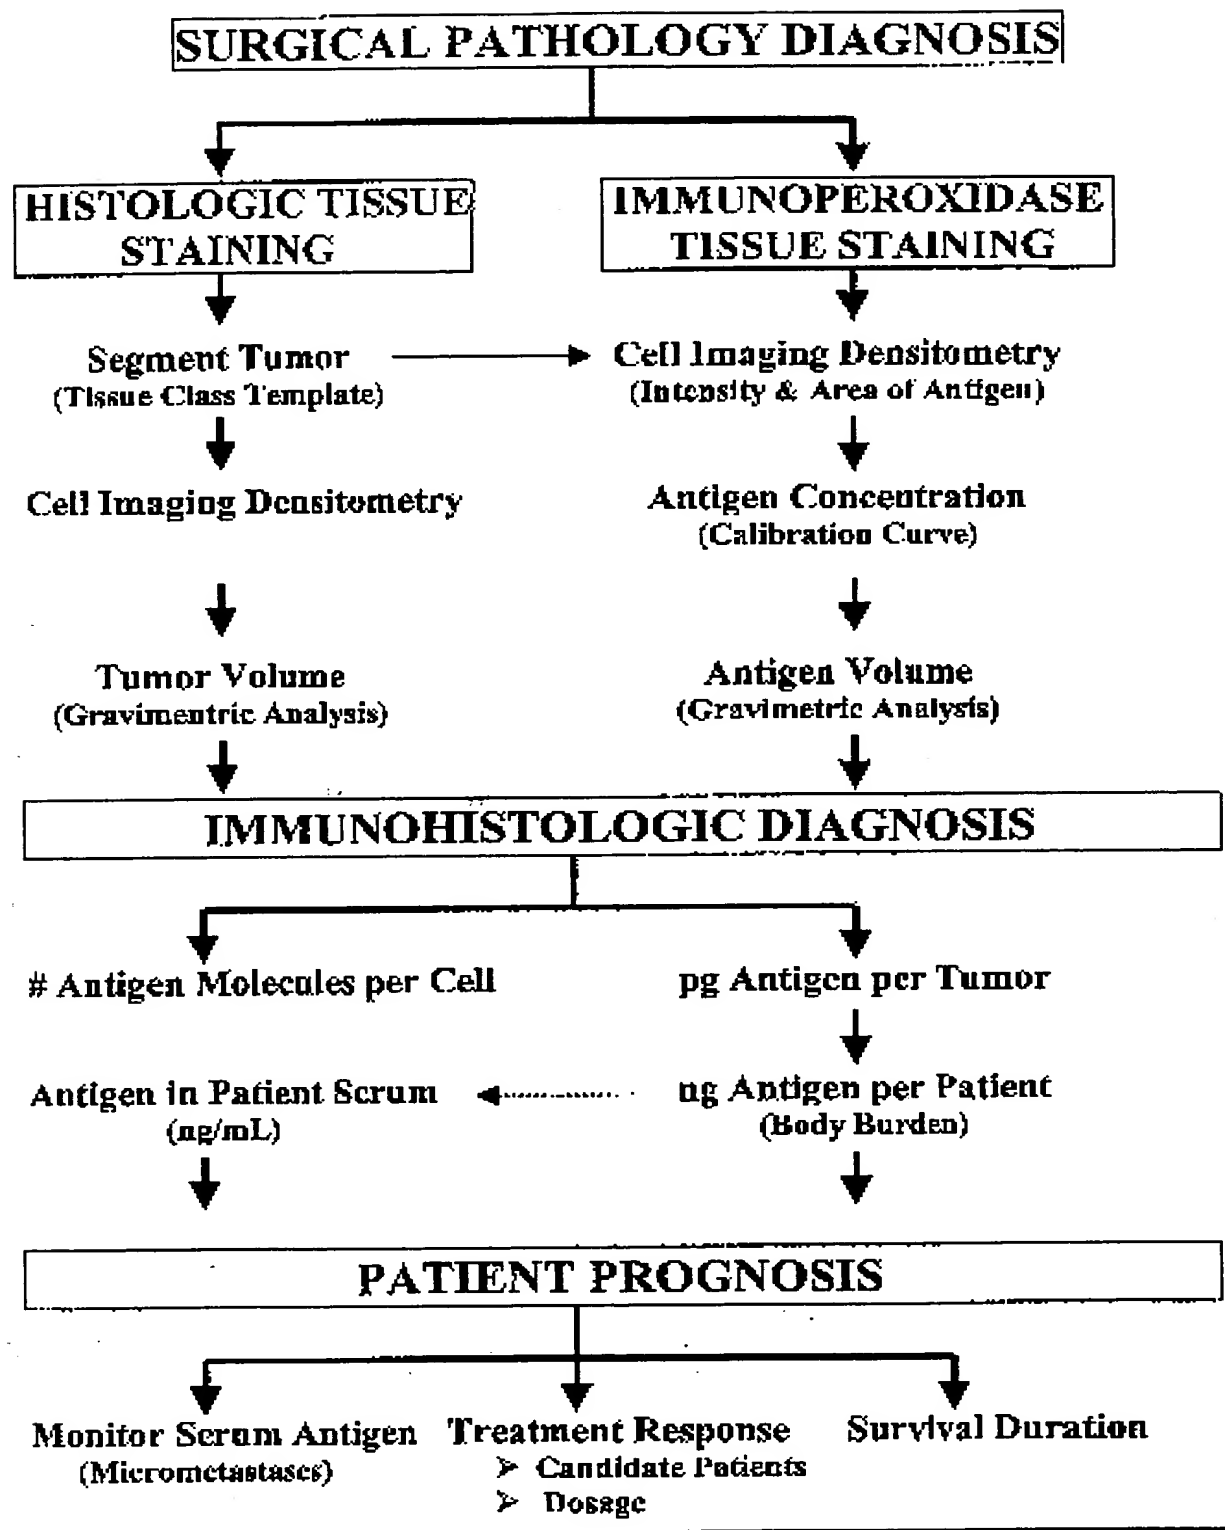 SURGICAL PATHOLOGY DIAGNOSIS
HISTOLOGIC TISSUE
STAINING
IMMUNOPEROXIDASE
TISSUE STAINING
Segment Tumor
(Tissue Class Template)
Cell Imaging Densitometry
(Intensity & Area of Antigen)
Cell Imaging Densitometry
Antigen Concentration
(Calibration Curve)
Tumor Volume
(Gravimentric Analysis)
Antigen Volume
(Gravimetric Analysis)
IMMUNOHISTOLOGIC DIAGNOSIS
# Antigen Molecules per Cell
pg Antigen per Tumor
Antigen in Patient Serum
(ng/mL)
ng Antigen per Patient
(Body Burden)
PATIENT PROGNOSIS
Monitor Serum Antigen
(Micrometastases)
Treatment Response
➢ Candidate Patients
➢ Dosage
Survival Duration